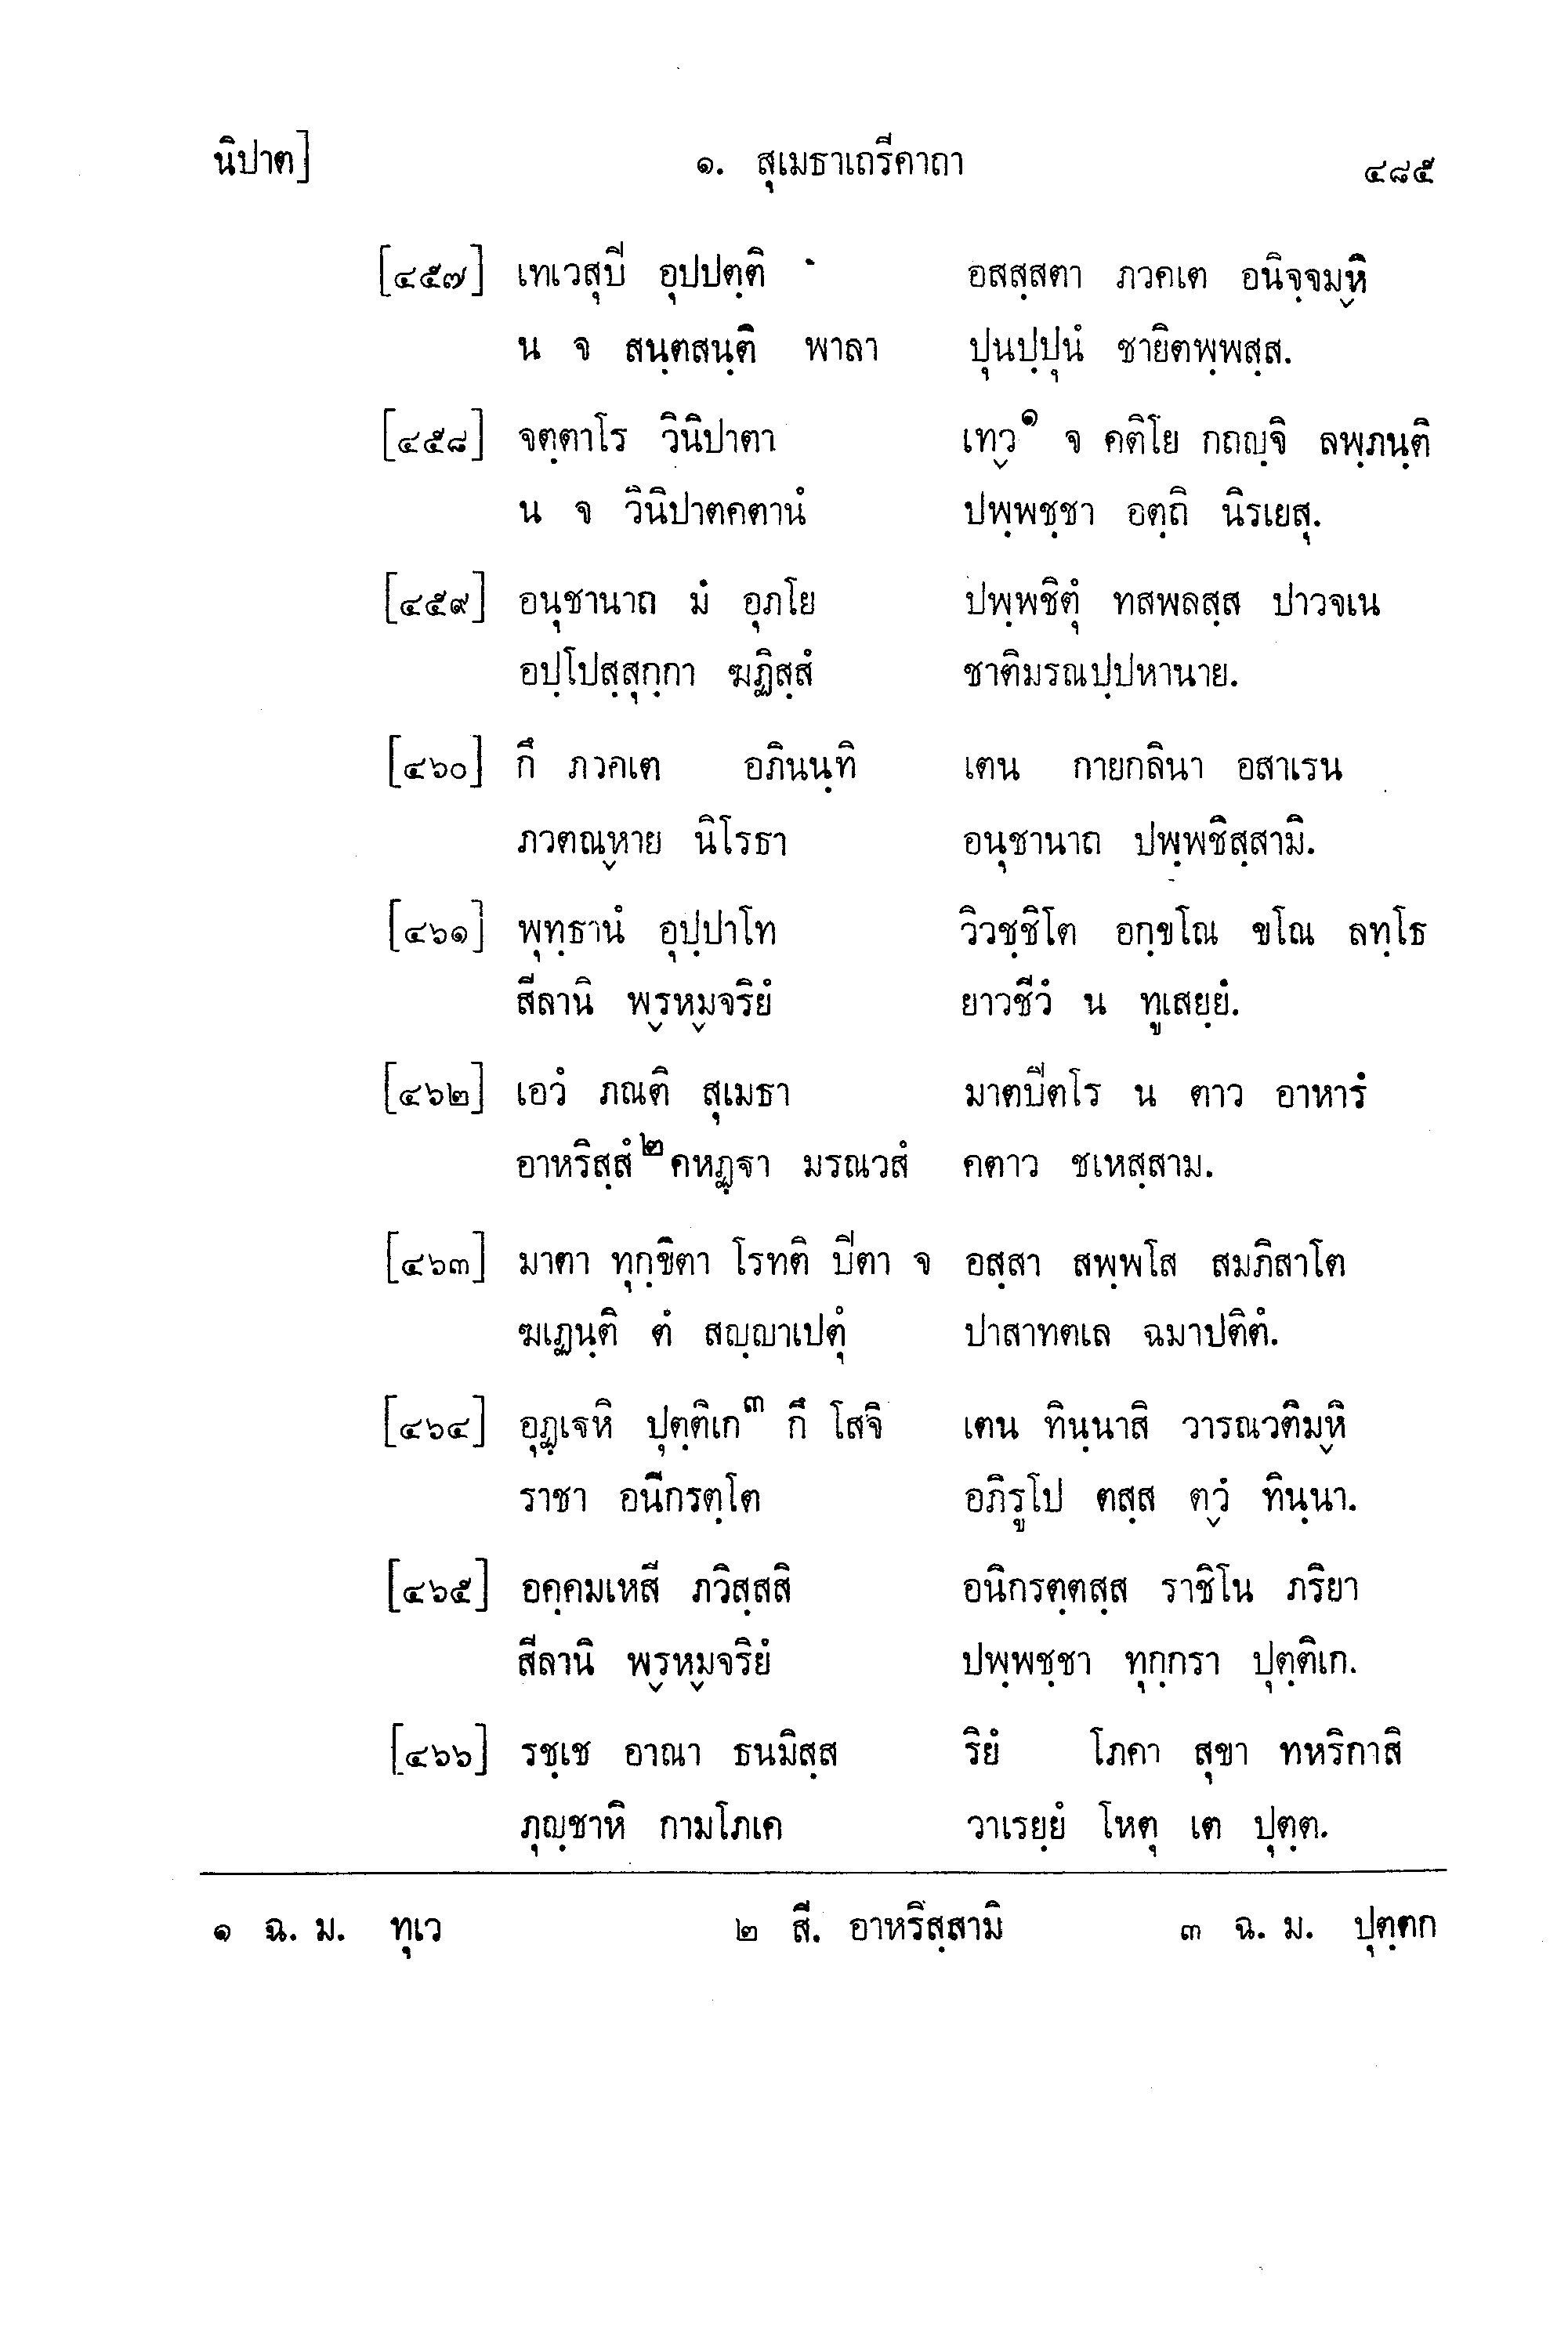 นิปาต] ๑. สุเมธาเถรีคาถา ๔๘๕
[๔๕๗] เทเวสุปี อุปปตฺติ อสสฺสตา ภวคเต อนิจฺจมฺหิ
น จ สนฺตสนฺติ พาลา ปุนปฺปุนํ ชายิตพฺพสฺส.
[๔๕๘] จตฺตาโร วินิปาตา เทฺว๑ จ คติโย กถญฺจิ ลพฺภนฺติ
น จ วินิปาตคตานํ ปพฺพชฺชา อตฺถิ นิรเยสุ.
[๔๕๙] อนุชานาถ มํ อุภโย ปพฺพชิตุํ ทสพลสฺส ปาวจเน
อปฺโปสฺสุกฺกา ฆฏิสฺสํ ชาติมรณปฺปหานาย.
[๔๖๐] กึ ภวคเต อภินนฺทิ เตน กายกลินา อสาเรน
ภวตณฺหาย นิโรธา อนุชานาถ ปพฺพชิสฺสามิ.
[๔๖๑] พุทฺธานํ อุปฺปาโท วิวชฺชิโต อกฺขโณ ขโณ ลทฺโธ
สีลานิ พฺรหฺมจริยํ ยาวชีวํ น ทูเสยฺยํ.
[๔๖๒] เอวํ ภณติ สุเมธา มาตปิตโร น ตาว อาหารํ
อาหริสฺสํ๒ คหฏฺฐา มรณวสํ คตาว ชเหสฺสาม.
[๔๖๓] มาตา ทุกฺขิตา โรทติ ปิตา จ อสฺสา สพฺพโส สมภิสาโต
ฆเฏนฺติ ตํ สญฺญาเปตุํ ปาสาทตเล ฉมาปติตํ.
[๔๖๔] อุฏฺเฐหิ ปุตฺติเก๓ กึ โสจิ เตน ทินฺนาสิ วารณวติมฺหิ
ราชา อนีกรตฺโต อภิรูโป ตสฺส ตฺวํ ทินฺนา.
[๔๖๕] อคฺคมเหสี ภวิสฺสสิ อนิกรตฺตสฺส ราชิโน ภริยา
สีลานิ พฺรหฺมจริยํ ปพฺพชฺชา ทุกฺกรา ปุตฺติเก.
[๔๖๖] รชฺเช อาณา ธนมิสฺส ริยํ โภคา สุขา ทหริกาสิ
ภุญฺชาหิ กามโภเค วาเรยฺยํ โหตุ เต ปุตฺต.
๑ ฉ. ม. ทุเว ๒ สี. อาหริสฺสามิ ๓ ฉ. ม. ปุตฺตก